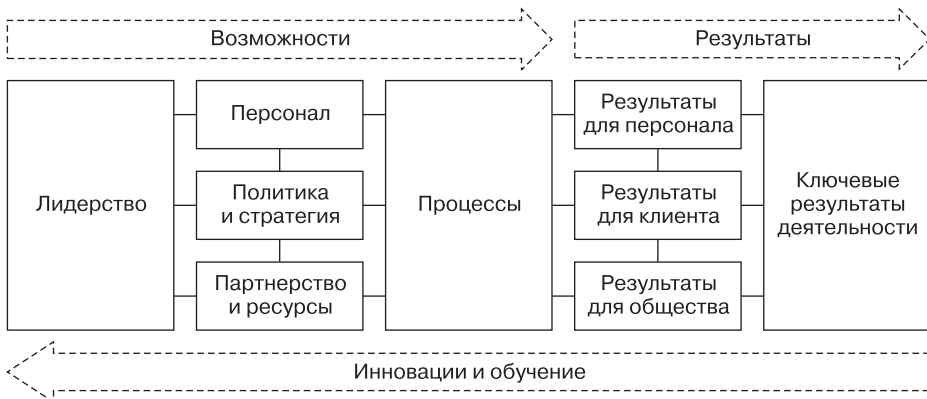 Возможности
Результаты
Лидерство
Персонал
Политика
и стратегия
Партнерство
и ресурсы
Процессы
Результаты
для персонала
Результаты
для клиента
Результаты
для общества
Ключевые
результаты
деятельности
Инновации и обучение